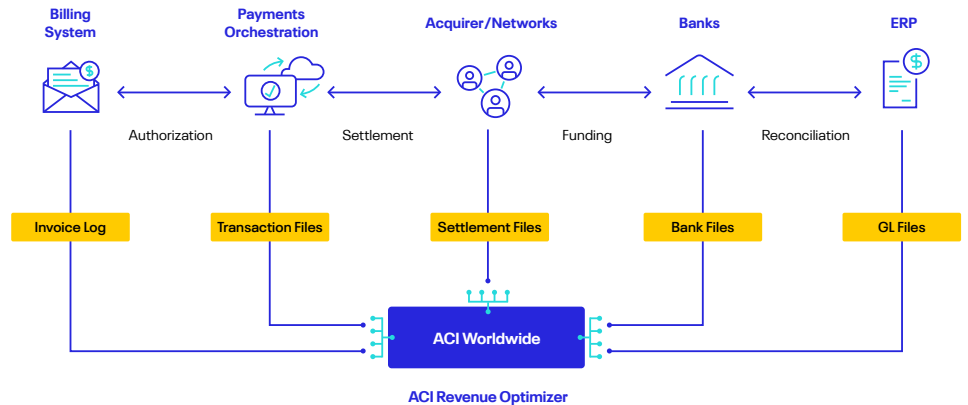 Billing
System
Payments
Orchestration
Acquirer/Networks
Banks
ERP
$
$
Authorization
Settlement
Funding
Reconciliation
Invoice Log
Transaction Files
Settlement Files
Bank Files
GL Files
ACI Worldwide
ACI Revenue Optimizer